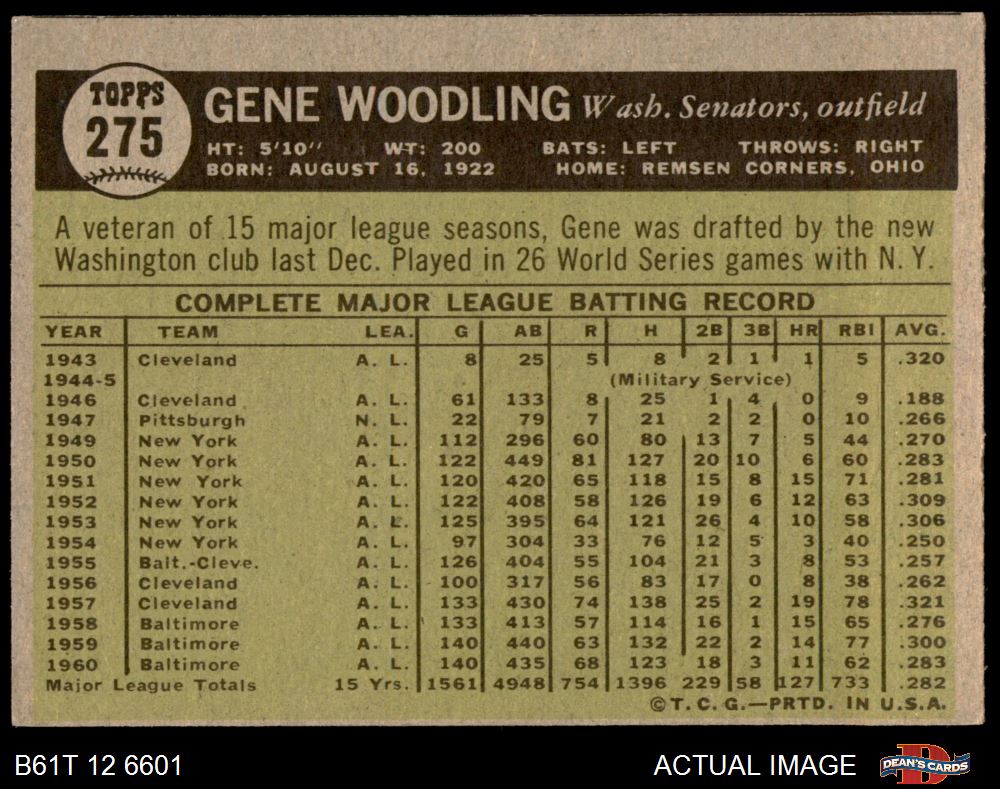 TOPPS
275
GENE WOODLING Wash. Senators, outfield
HT: 5'10" WT: 200 BATS: LEFT THROWS: RIGHT
BORN: AUGUST 16, 1922 HOME: REMSEN CORNERS, OHIO
A veteran of 15 major league seasons, Gene was drafted by the new
Washington club last Dec. Played in 26 World Series games with N. Y.
COMPLETE MAJOR LEAGUE BATTING RECORD
YEAR TEAM LEA. G AB R H 2B 3B HR RBI AVG.
1943 Cleveland A. L. 8 25 5 8 2 1 1 5 .320
1944-5 (Military Service)
1946 Cleveland A. L. 61 133 8 25 1 4 0 9 .188
1947 Pittsburgh N. L. 22 79 7 21 2 2 0 10 .266
1949 New York A. L. 112 296 60 80 13 7 5 44 .270
1950 New York A. L. 122 449 81 127 20 10 6 60 .283
1951 New York A. L. 120 420 65 118 15 8 15 71 .281
1952 New York A. L. 122 408 58 126 19 6 12 63 .309
1953 New York A. L. 125 395 64 121 26 4 10 58 .306
1954 New York A. L. 97 304 33 76 12 5 3 40 .250
1955 Balt.-Cleve. A. L. 126 404 55 104 21 3 8 53 .257
1956 Cleveland A. L. 100 317 56 83 17 0 8 38 .262
1957 Cleveland A. L. 133 430 74 138 25 2 19 78 .321
1958 Baltimore A. L. 133 413 57 114 16 1 15 65 .276
1959 Baltimore A. L. 140 440 63 132 22 2 14 77 .300
1960 Baltimore A. L. 140 435 68 123 18 3 11 62 .283
Major League Totals 15 Yrs. 1561 4948 754 1396 229 58 127 733 .282
©T. C. G.—PRTD. IN U.S.A.
B61T 12 6601 ACTUAL IMAGE DEAN'S CARDS